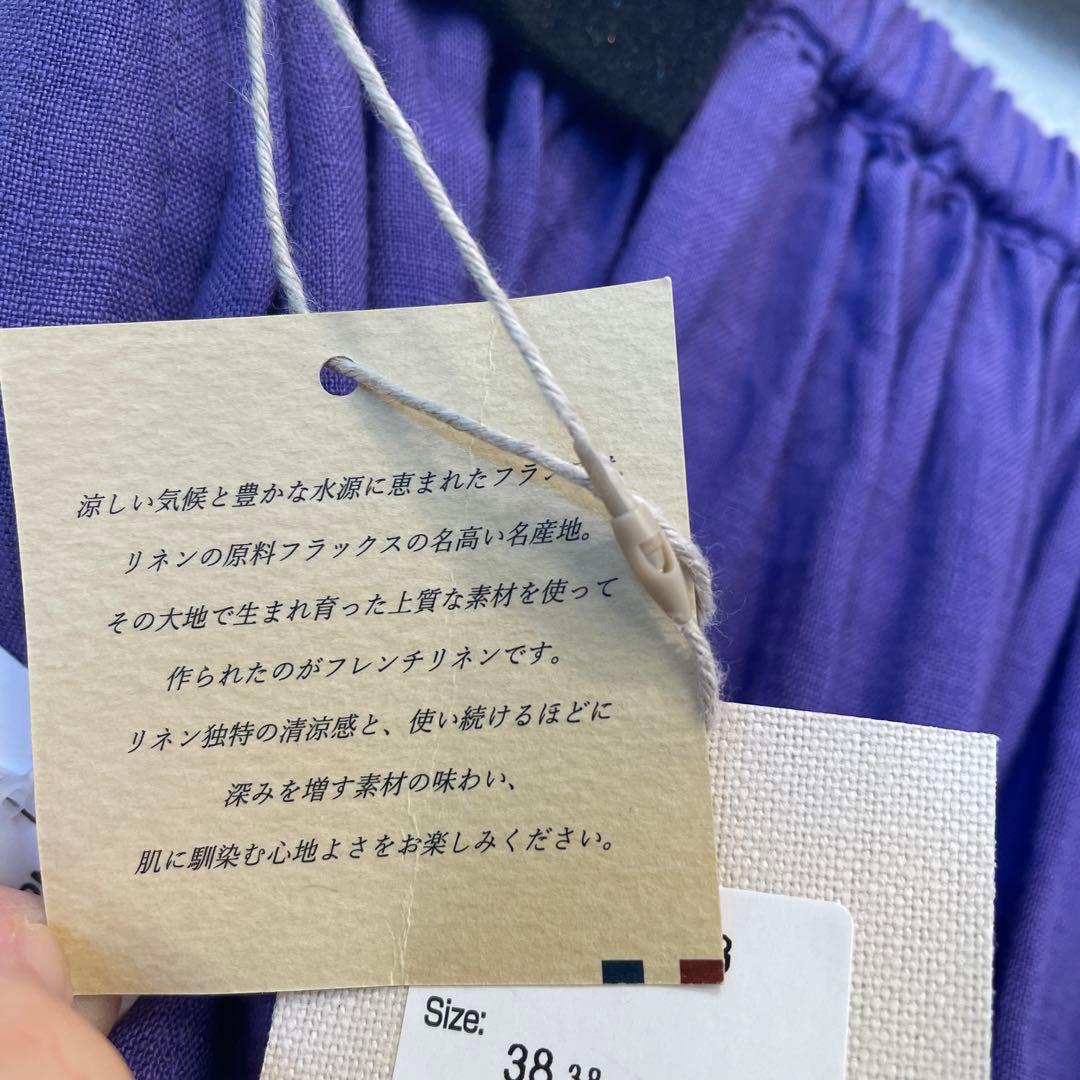 涼しい気候と豊かな水源に恵まれたフラン
リネンの原料フラックスの名高い名産地。
その大地で生まれ育った上質な素材を使って
作られたのがフレンチリネンです。
リネン独特の清涼感と、使い続けるほどに
深みを増す素材の味わい、
肌に馴染む心地よさをお楽しみください。
Size:
38 38